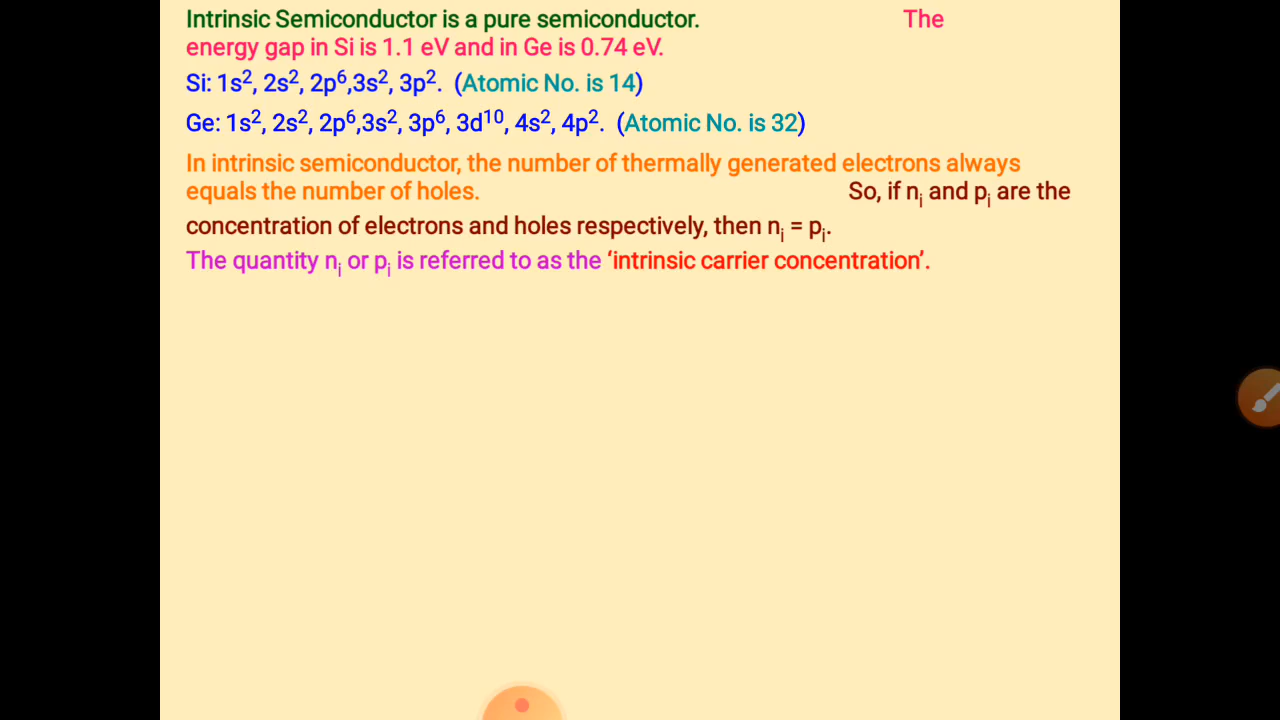 Intrinsic Semiconductor is a pure semiconductor. The
energy gap in Si is 1.1 eV and in Ge is 0.74 eV.
Si: 1s², 2s², 2p⁶,3s², 3p². (Atomic No. is 14)
Ge: 1s², 2s², 2p⁶,3s², 3p⁶, 3d¹⁰, 4s², 4p². (Atomic No. is 32)
In intrinsic semiconductor, the number of thermally generated electrons always
equals the number of holes. So, if nᵢ and pᵢ are the
concentration of electrons and holes respectively, then nᵢ = pᵢ.
The quantity nᵢ or pᵢ is referred to as the ‘intrinsic carrier concentration’.